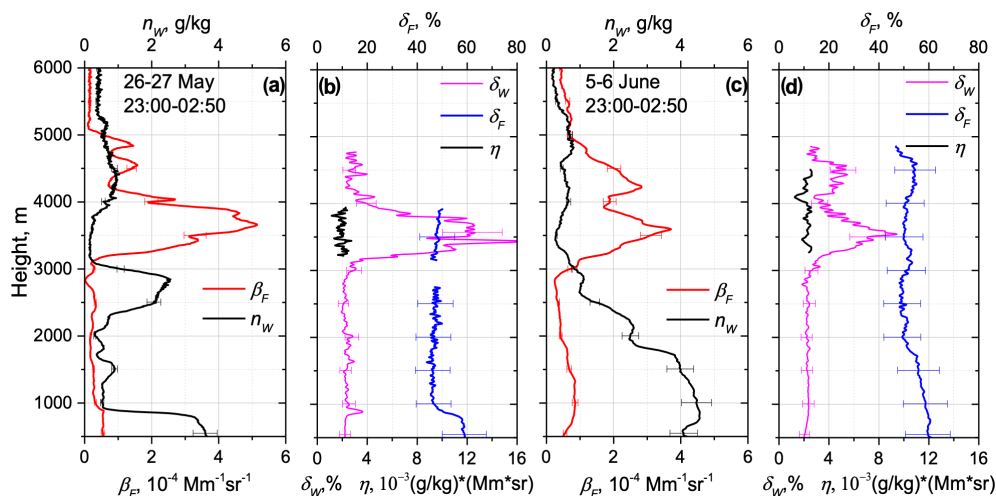 n_W, g/kg
δ_F, %
n_W, g/kg
δ_F, %
0 2 4 6
0 20 40 60 80
0 2 4 6
0 20 40 60 80
6000
5000
4000
3000
2000
1000
Height, m
26-27 May
23:00-02:50
(a)
β_F
n_W
(b)
δ_W
δ_F
η
5-6 June
23:00-02:50
(c)
β_F
n_W
(d)
δ_W
δ_F
η
0 2 4 6
0 4 8 12 16
0 2 4 6
0 4 8 12 16
β_F, 10⁻⁴ Mm⁻¹sr⁻¹
δ_W,% η, 10⁻³(g/kg)*(Mm*sr)
β_F, 10⁻⁴ Mm⁻¹sr⁻¹
δ_W,% η, 10⁻³(g/kg)*(Mm*sr)